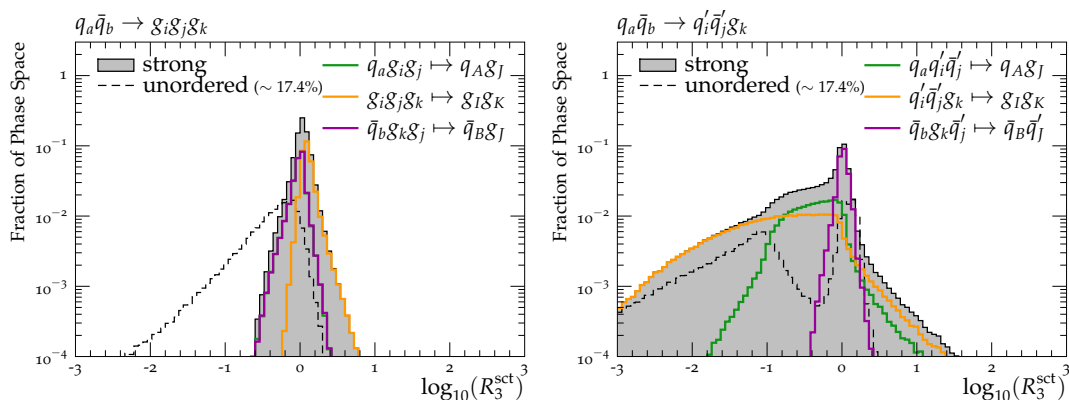 q_a q̄_b → g_i g_j g_k
Fraction of Phase Space
1
10⁻¹
10⁻²
10⁻³
10⁻⁴
strong
unordered (∼ 17.4%)
q_a g_i g_j ↦ q_A g_J
g_i g_j g_k ↦ g_I g_K
q̄_b g_k g_j ↦ q̄_B g_J
-3 -2 -1 0 1 2 3
log₁₀(R₃^sct)
q_a q̄_b → q′_i q̄′_j g_k
Fraction of Phase Space
1
10⁻¹
10⁻²
10⁻³
10⁻⁴
strong
unordered (∼ 17.4%)
q_a q′_i q̄′_j ↦ q_A g_J
q′_i q̄′_j g_k ↦ g_I g_K
q̄_b g_k q̄′_j ↦ q̄_B q̄′_J
-3 -2 -1 0 1 2 3
log₁₀(R₃^sct)